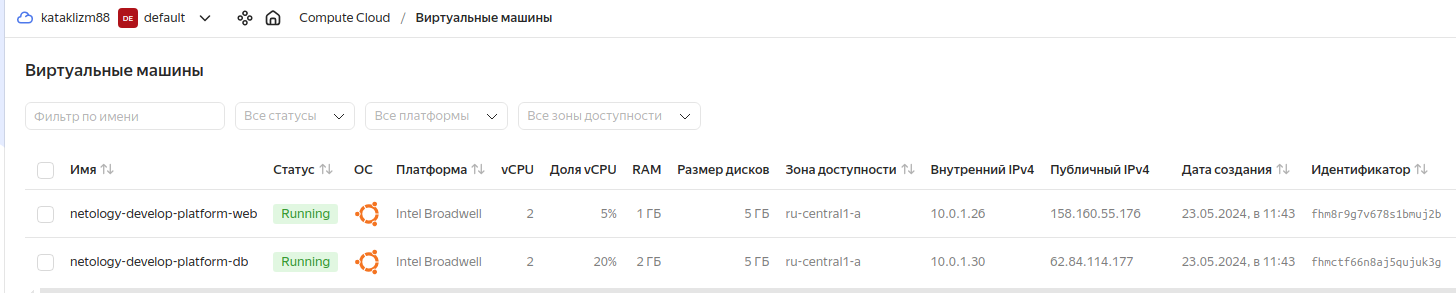 kataklizm88 DE default Compute Cloud / Виртуальные машины
Виртуальные машины
Фильтр по имени Все статусы Все платформы Все зоны доступности
Имя Статус ОС Платформа vCPU Доля vCPU RAM Размер дисков Зона доступности Внутренний IPv4 Публичный IPv4 Дата создания Идентификатор
netology-develop-platform-web Running Intel Broadwell 2 5% 1 ГБ 5 ГБ ru-central1-a 10.0.1.26 158.160.55.176 23.05.2024, в 11:43 fhm8r9g7v678s1bmuj2b
netology-develop-platform-db Running Intel Broadwell 2 20% 2 ГБ 5 ГБ ru-central1-a 10.0.1.30 62.84.114.177 23.05.2024, в 11:43 fhmctf66n8aj5qujuk3g